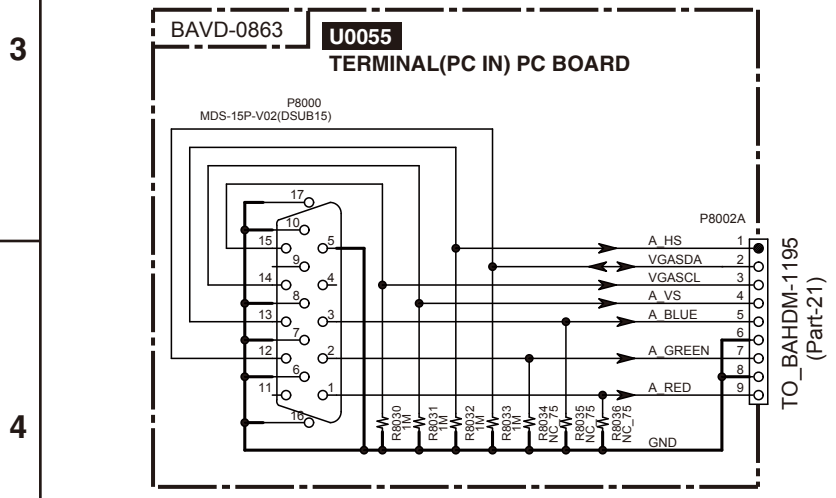 3
BAVD-0863
U0055
TERMINAL(PC IN) PC BOARD
P8000
MDS-15P-V02(DSUB15)
17
10
15
5
9
14
4
8
13
3
7
12
2
6
11
1
16
P8002A
A_HS 1
VGASDA 2
VGASCL 3
A_VS 4
A_BLUE 5
6
A_GREEN 7
8
A_RED 9
GND
TO_BAHDM-1195
(Part-21)
R8030
1M
R8031
1M
R8032
1M
R8033
1M
R8034
NC_75
R8035
NC_75
R8036
NC_75
4